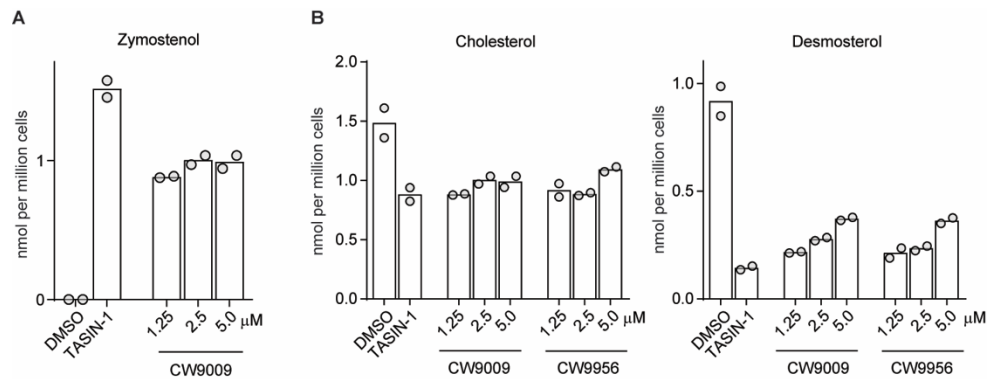 A
Zymostenol
nmol per million cells
1
0
DMSO
TASIN-1
1.25
2.5
5.0
μM
CW9009
B
Cholesterol
nmol per million cells
2.0
1.5
1.0
0.5
0.0
DMSO
TASIN-1
1.25
2.5
5.0
1.25
2.5
5.0
μM
CW9009
CW9956
Desmosterol
nmol per million cells
1.0
0.5
0.0
DMSO
TASIN-1
1.25
2.5
5.0
1.25
2.5
5.0
μM
CW9009
CW9956